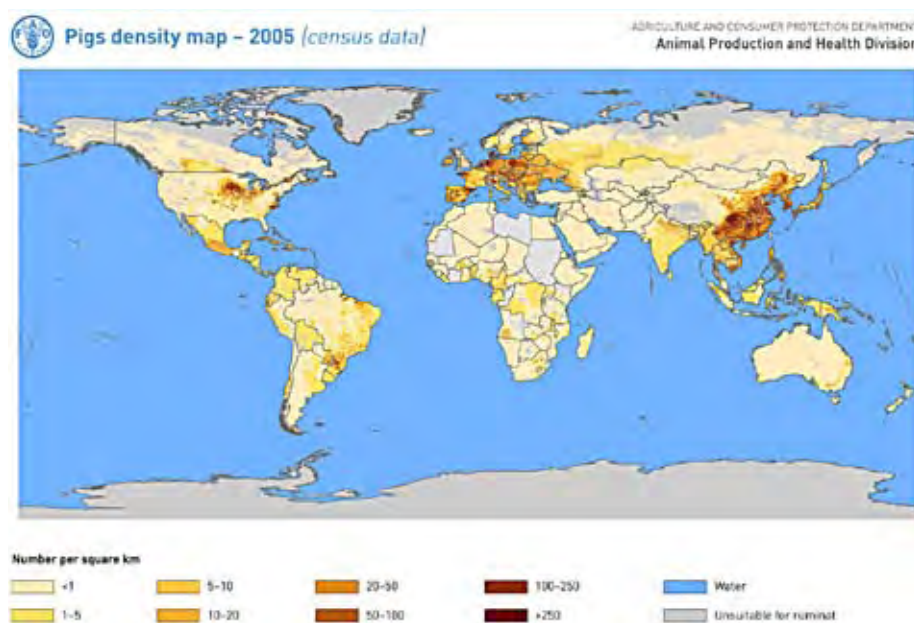 AGRICULTURE AND CONSUMER PROTECTION DEPARTMENT
Pigs density map – 2005 (census data)
Animal Production and Health Division
Number per square km
<1
5–10
20–50
100–250
Water
1–5
10–20
50–100
>250
Unsuitable for ruminat